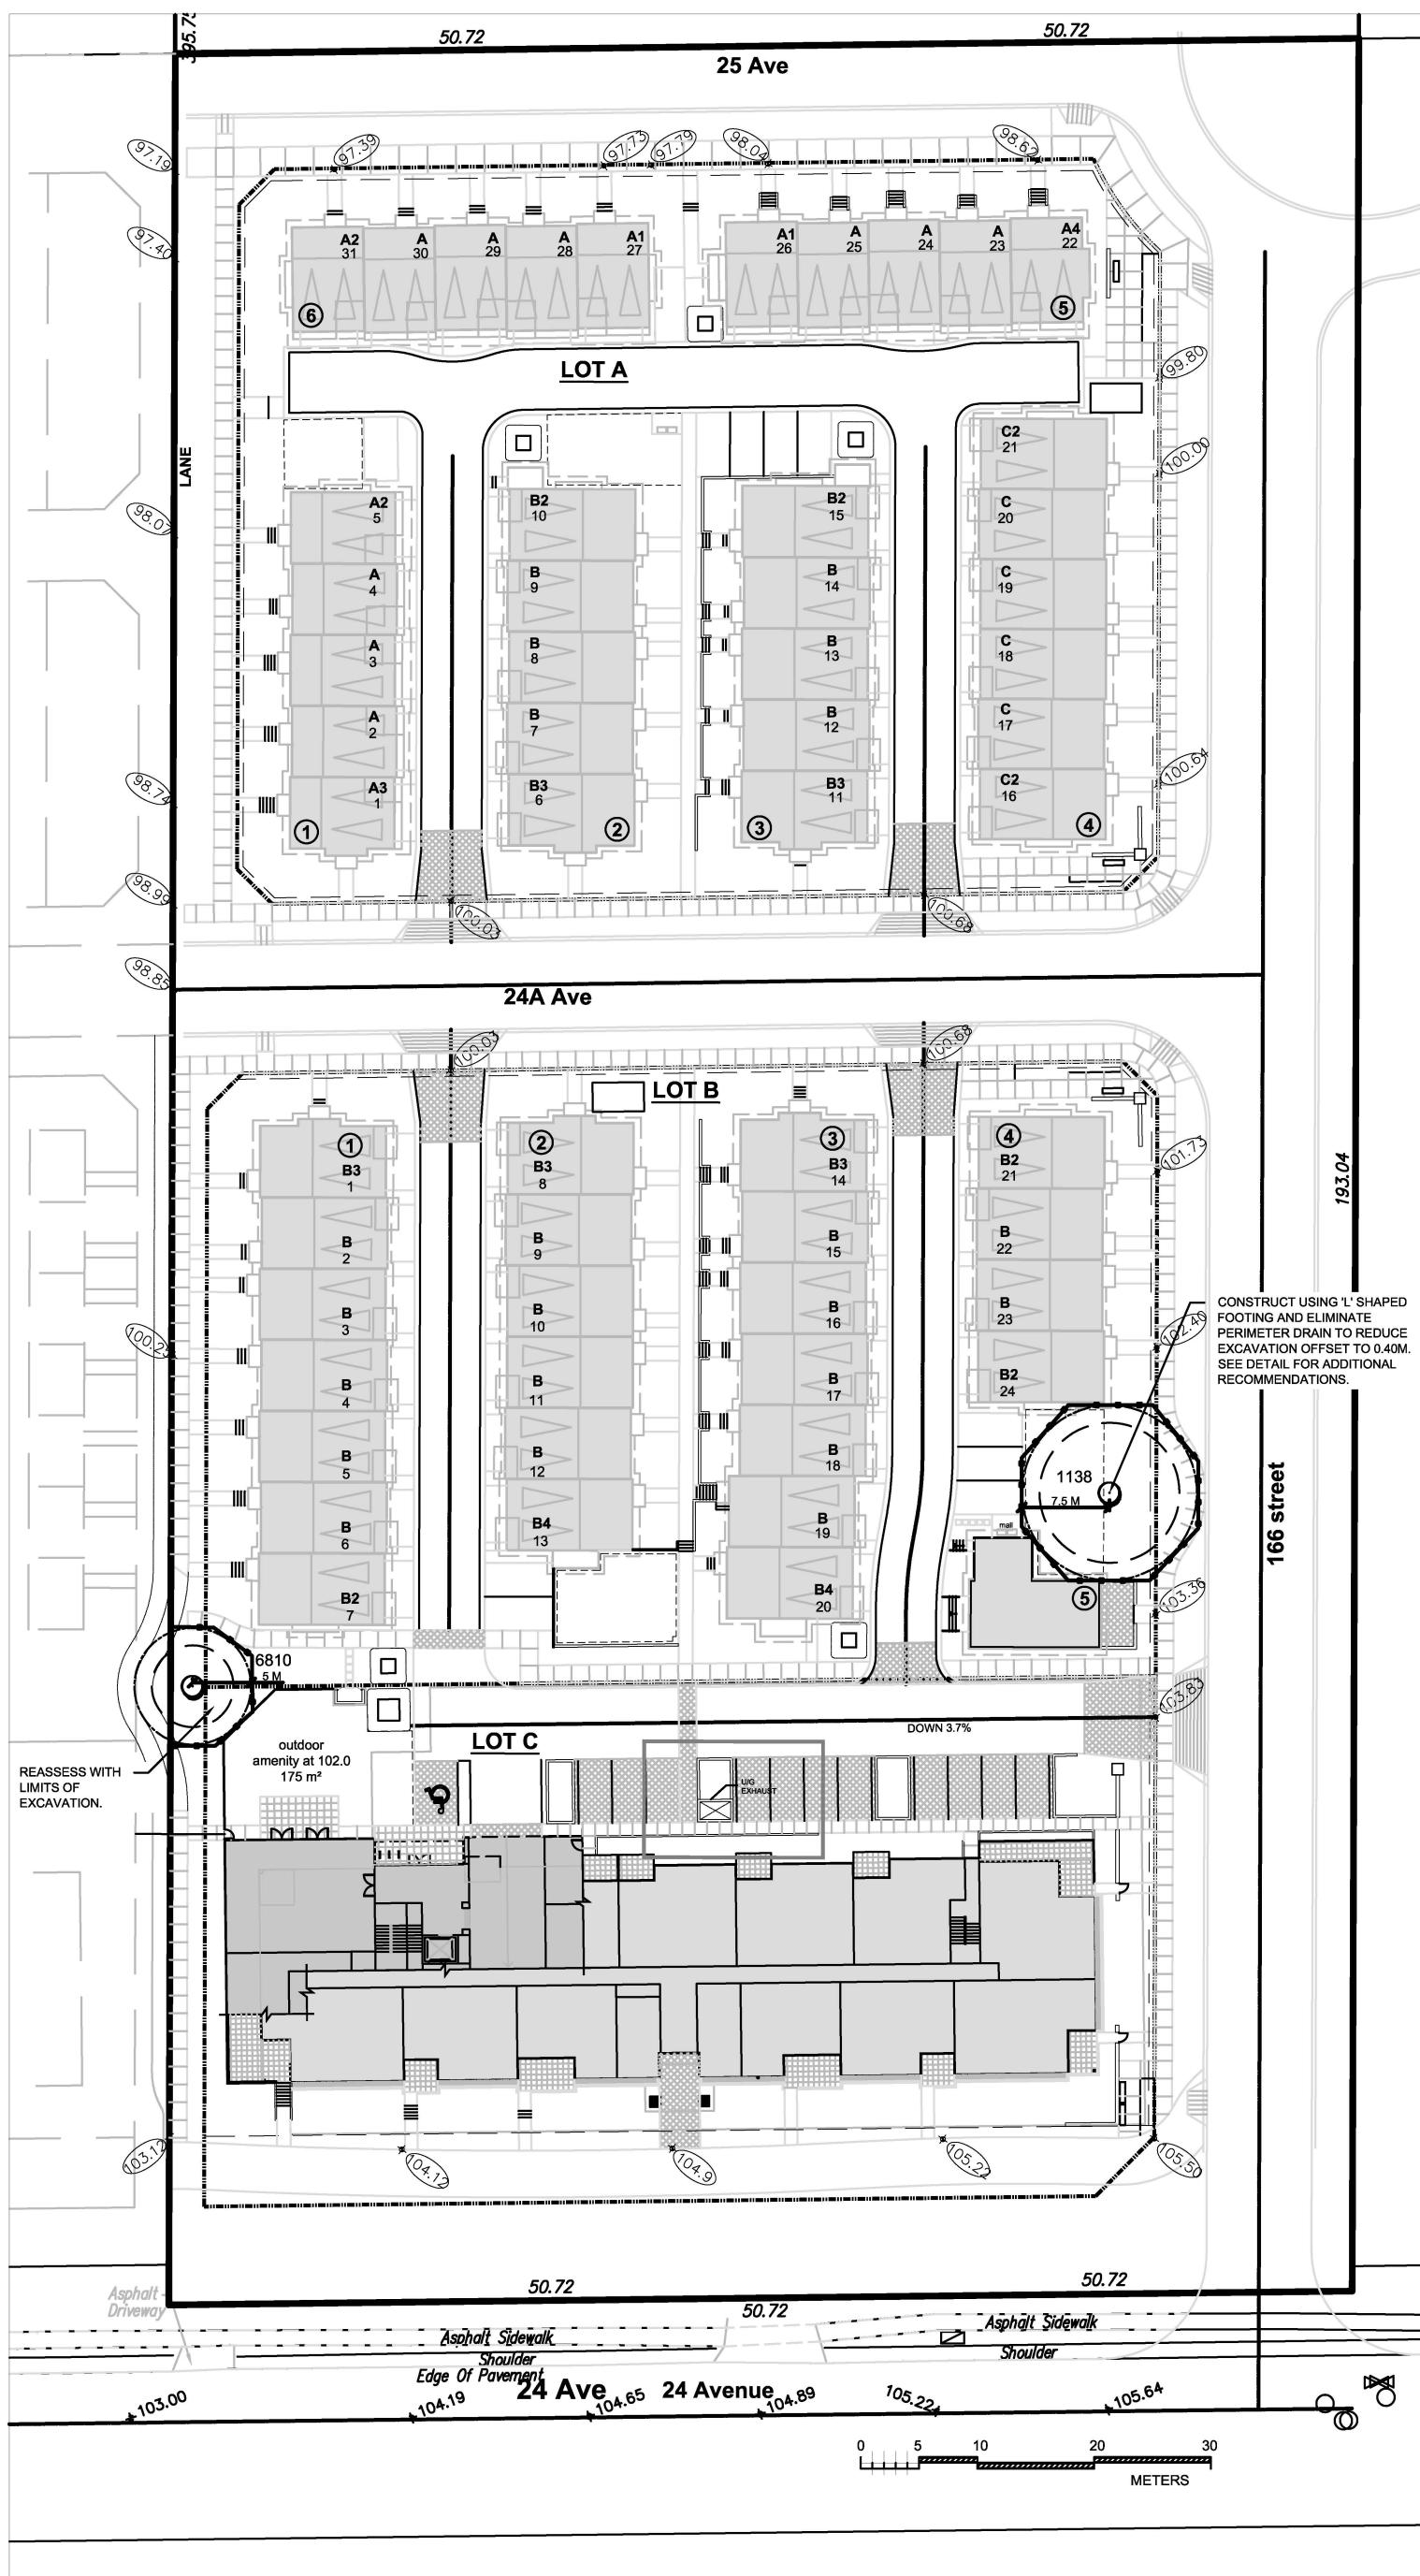 395.75
50.72
50.72
25 Ave
97.19
97.39
97.73
97.79
98.04
98.62
97.40
A2
31
A
30
A
29
A
28
A1
27
A1
26
A
25
A
24
A
23
A4
22
6
5
LOT A
99.80
LANE
98.07
100.00
A2
5
B2
10
B2
15
C2
21
C
20
A
4
B
9
B
14
C
19
A
3
B
8
B
13
C
18
A
2
B
7
B
12
C
17
98.74
100.64
A3
1
B3
6
B3
11
C2
16
1
2
3
4
98.99
100.03
100.68
98.85
24A Ave
100.03
100.68
LOT B
1
2
3
4
B3
1
B3
8
B3
14
B2
21
101.73
193.04
B
2
B
9
B
15
B
22
B
3
B
10
B
16
B
23
100.25
102.40
CONSTRUCT USING 'L' SHAPED
FOOTING AND ELIMINATE
PERIMETER DRAIN TO REDUCE
EXCAVATION OFFSET TO 0.40M.
SEE DETAIL FOR ADDITIONAL
RECOMMENDATIONS.
B
4
B
11
B
17
B2
24
B
5
B
12
B
18
1138
7.5 M
166 street
B
6
B4
13
B
19
mail
B2
7
B4
20
5
103.36
6810
5 M
103.83
outdoor
amenity at 102.0
175 m²
LOT C
DOWN 3.7%
REASSESS WITH
LIMITS OF
EXCAVATION.
U/G
EXHAUST
103.12
104.12
104.9
105.22
105.50
50.72
50.72
50.72
Asphalt
Driveway
Asphalt Sidewalk
Asphalt Sidewalk
Shoulder
Shoulder
Edge Of Pavement
24 Ave
24 Avenue
103.00
104.19
104.65
104.89
105.22
105.64
0 5 10 20 30
METERS